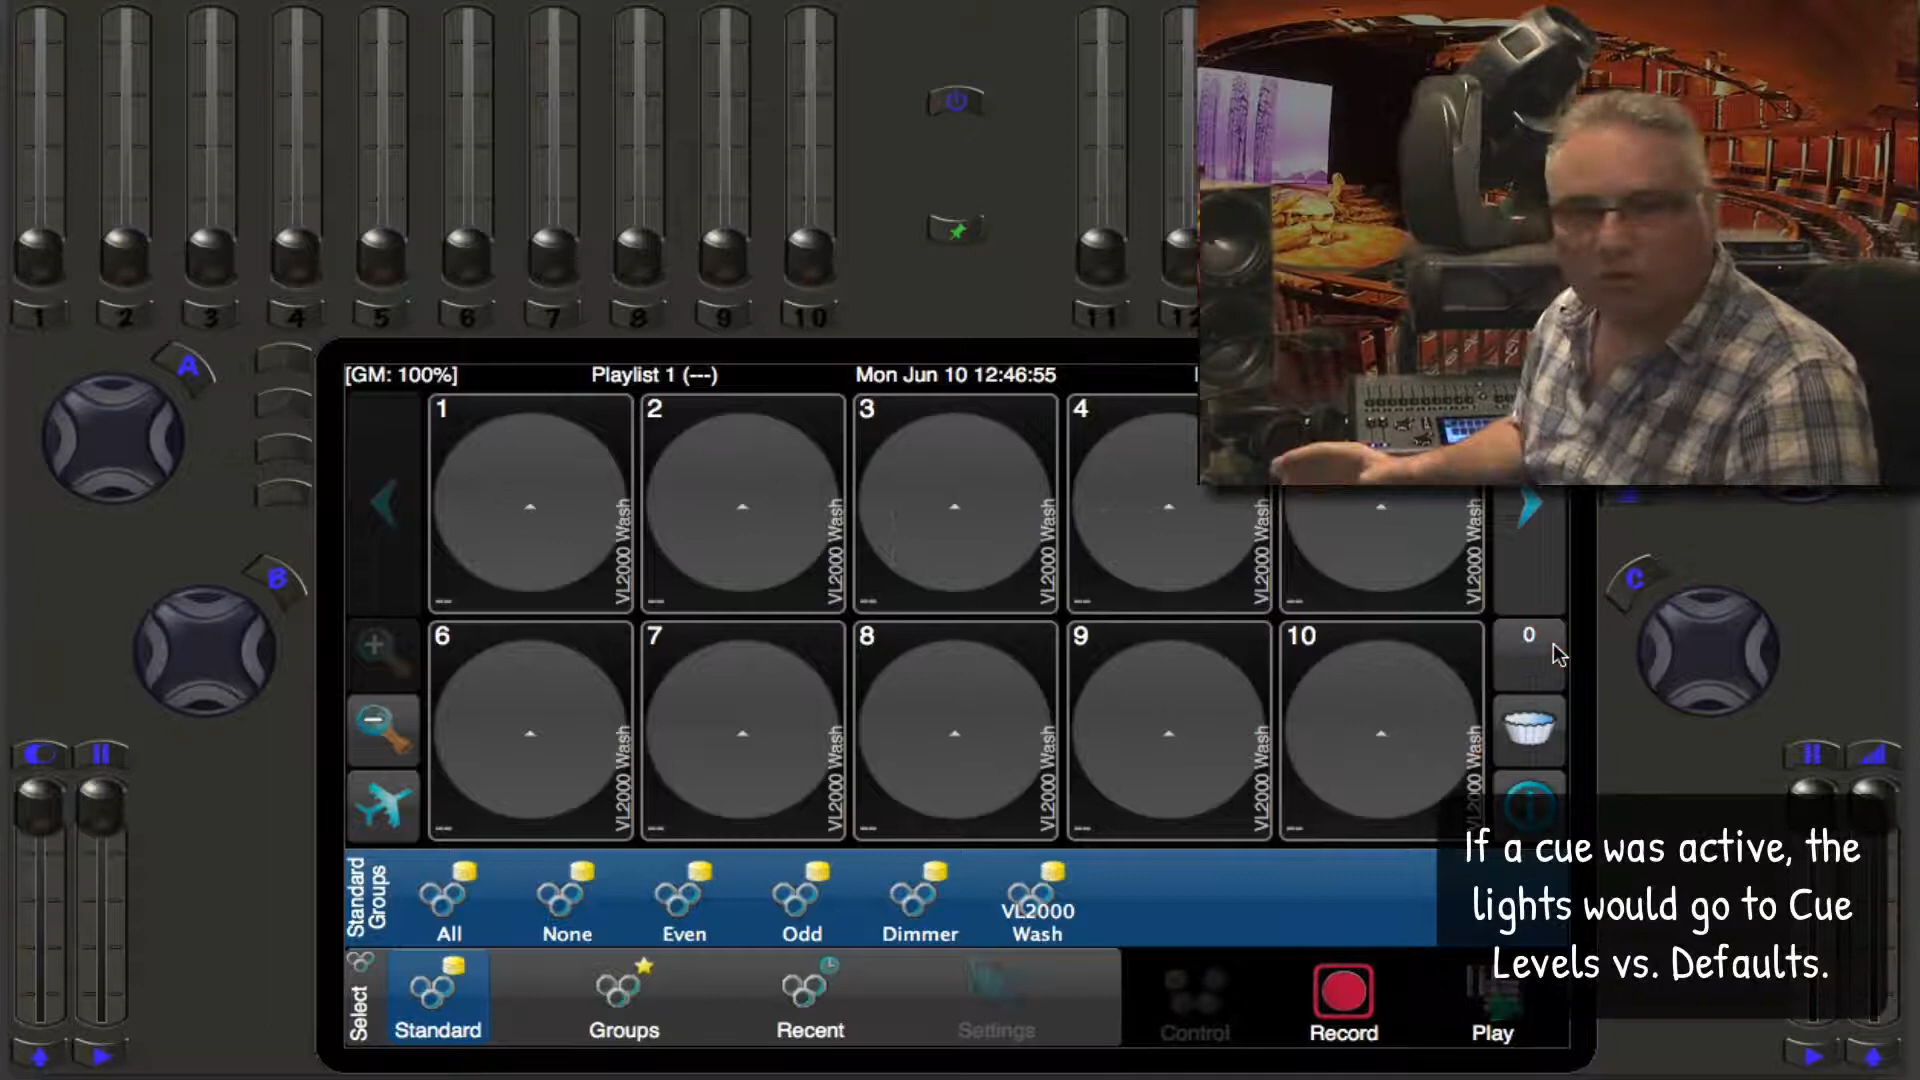 1 2 3 4 5 6 7 8 9 10 11 12
A
[GM: 100%] Playlist 1 (---) Mon Jun 10 12:46:55
1 2 3 4
VL2000 Wash VL2000 Wash VL2000 Wash VL2000 Wash VL2000 Wash
-- -- -- -- --
B C
6 7 8 9 10 0
VL2000 Wash VL2000 Wash VL2000 Wash VL2000 Wash VL2000 Wash
-- -- -- -- --
If a cue was active, the
lights would go to Cue
Levels vs. Defaults.
Standard
Groups
All None Even Odd Dimmer VL2000
Wash
Select
Standard Groups Recent Settings Control Record Play